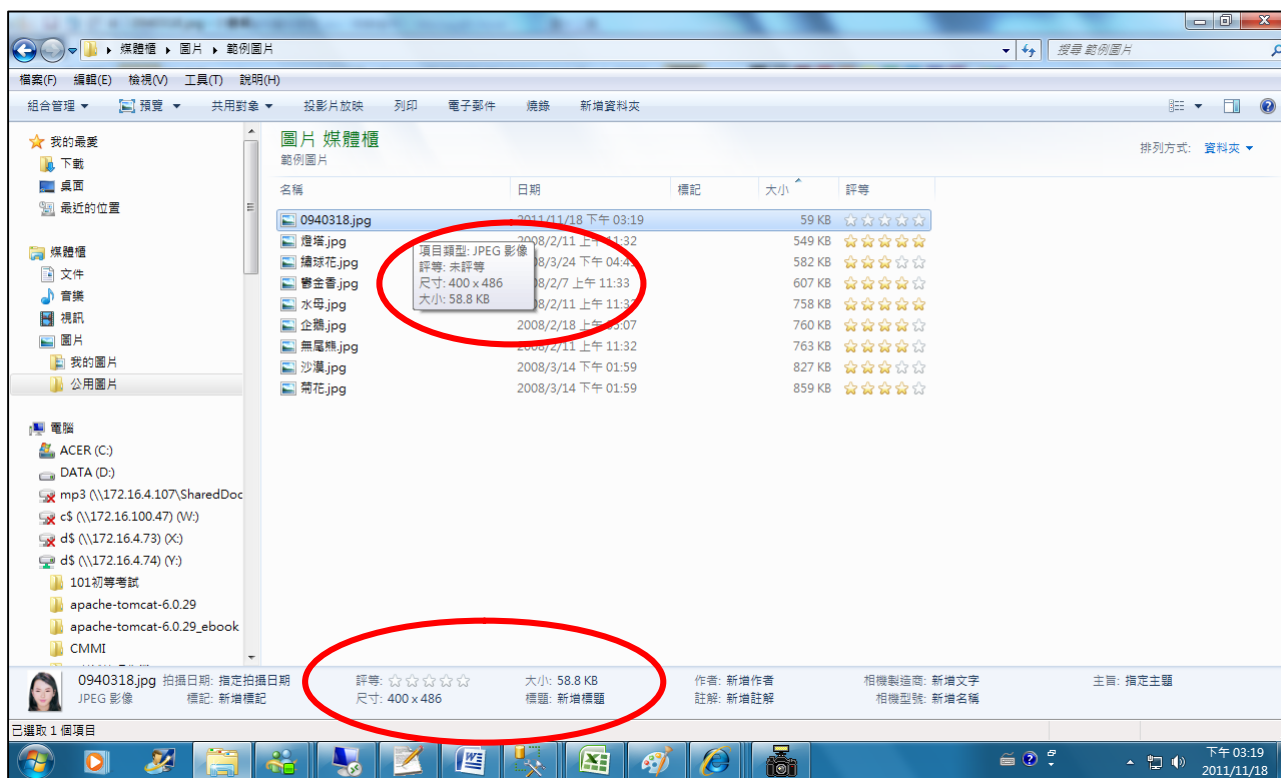 媒體櫃 ▸ 圖片 ▸ 範例圖片
搜尋 範例圖片
檔案(F) 編輯(E) 檢視(V) 工具(T) 說明(H)
組合管理 預覽 共用對象 投影片放映 列印 電子郵件 燒錄 新增資料夾
我的最愛
下載
桌面
最近的位置
媒體櫃
文件
音樂
視訊
圖片
我的圖片
公用圖片
電腦
ACER (C:)
DATA (D:)
mp3 (\\172.16.4.107\SharedDoc
c$ (\\172.16.100.47) (W:)
d$ (\\172.16.4.73) (X:)
d$ (\\172.16.4.74) (Y:)
101初等考試
apache-tomcat-6.0.29
apache-tomcat-6.0.29_ebook
CMMI
圖片 媒體櫃
範例圖片
排列方式: 資料夾
名稱 日期 標記 大小 評等
0940318.jpg 2011/11/18 下午 03:19 59 KB
燈塔.jpg 2008/2/11 上午 11:32 549 KB
繡球花.jpg 582 KB
鬱金香.jpg 上午 11:33 607 KB
水母.jpg 758 KB
企鵝.jpg 2008/2/18 760 KB
無尾熊.jpg 2008/2/11 上午 11:32 763 KB
沙漠.jpg 2008/3/14 下午 01:59 827 KB
菊花.jpg 2008/3/14 下午 01:59 859 KB
項目類型: JPEG 影像
評等: 未評等
尺寸: 400 x 486
大小: 58.8 KB
0940318.jpg 拍攝日期: 指定拍攝日期 評等: 大小: 58.8 KB 作者: 新增作者 相機製造商: 新增文字 主旨: 指定主題
JPEG 影像 標記: 新增標記 尺寸: 400 x 486 標題: 新增標題 註解: 新增註解 相機型號: 新增名稱
已選取 1 個項目
下午 03:19
2011/11/18